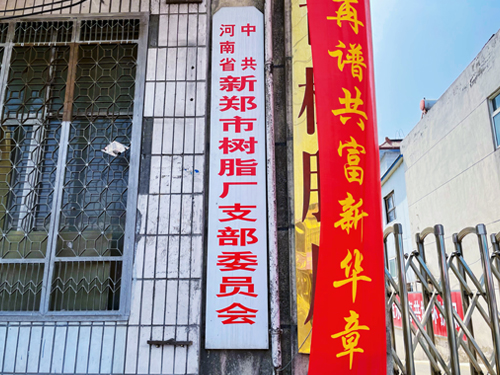 中共
河南省
新郑市树脂厂支部委员会
再谱共富新华章